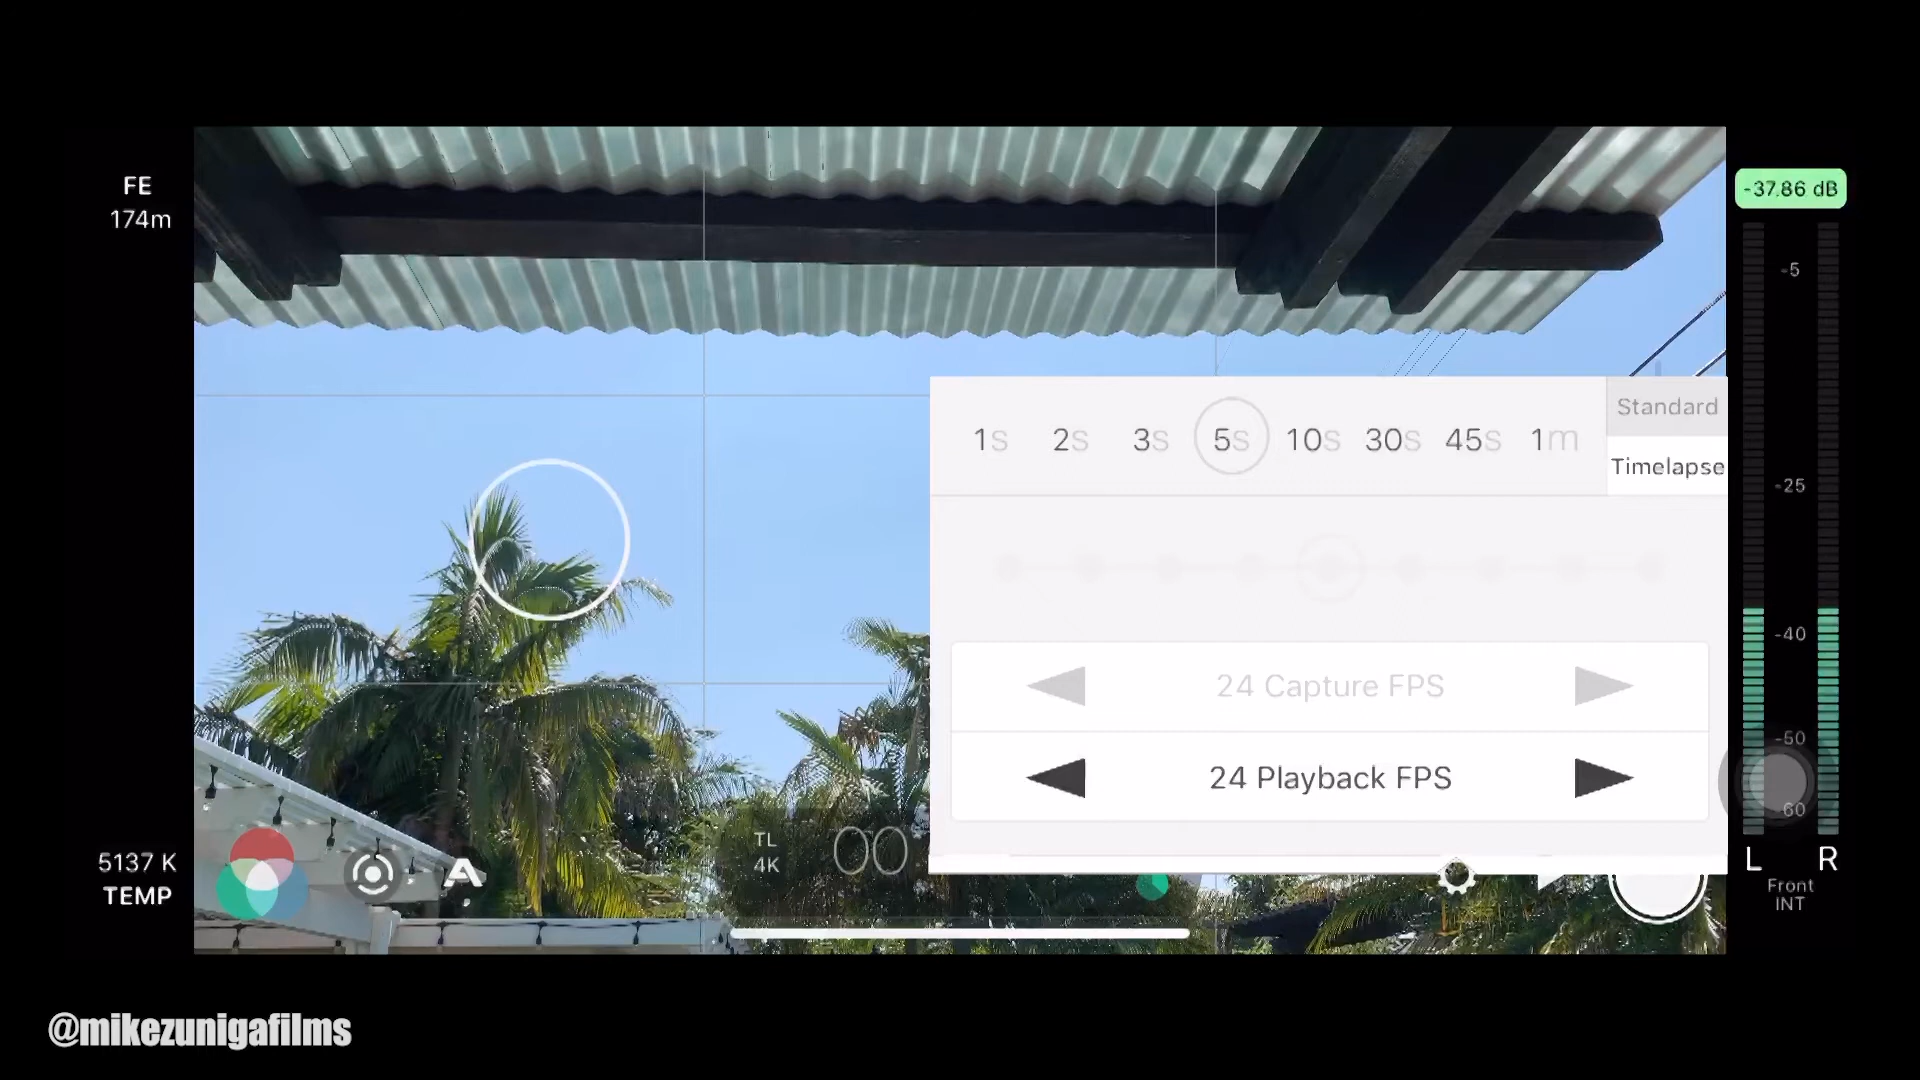 FE
174m
-37.86 dB
-5
-25
-40
-50
60
L R
Front
INT
1s 2s 3s 5s 10s 30s 45s 1m
Standard
Timelapse
24 Capture FPS
24 Playback FPS
TL
4K
00
5137 K
TEMP
A
@mikezunigafilms